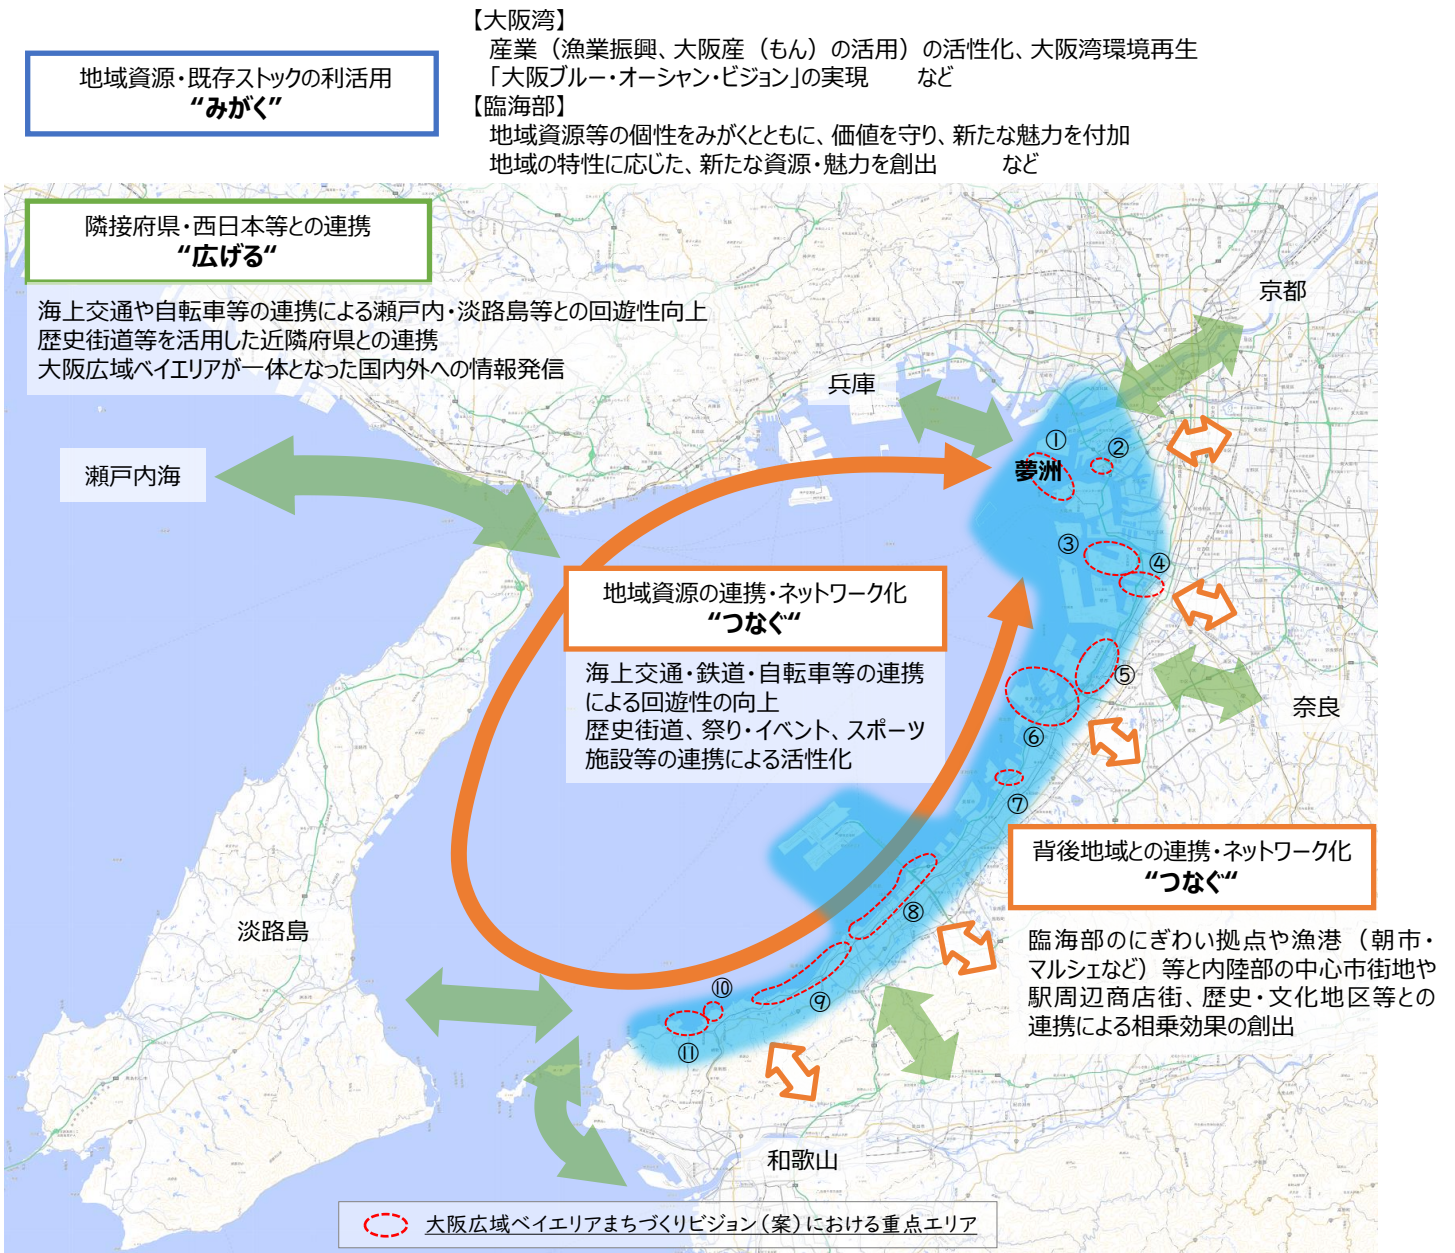 【大阪湾】
産業（漁業振興、大阪産（もん）の活用）の活性化、大阪湾環境再生
「大阪ブルー・オーシャン・ビジョン」の実現　　など
【臨海部】
地域資源等の個性をみがくとともに、価値を守り、新たな魅力を付加
地域の特性に応じた、新たな資源・魅力を創出　　　など
地域資源・既存ストックの利活用
“みがく”
隣接府県・西日本等との連携
“広げる“
海上交通や自転車等の連携による瀬戸内・淡路島等との回遊性向上
歴史街道等を活用した近隣府県との連携
大阪広域ベイエリアが一体となった国内外への情報発信
京都
兵庫
瀬戸内海
①
夢洲
②
③
④
地域資源の連携・ネットワーク化
“つなぐ“
海上交通・鉄道・自転車等の連携
による回遊性の向上
歴史街道、祭り・イベント、スポーツ
施設等の連携による活性化
⑤
奈良
⑥
⑦
背後地域との連携・ネットワーク化
“つなぐ“
臨海部のにぎわい拠点や漁港（朝市・
マルシェなど）等と内陸部の中心市街地や
駅周辺商店街、歴史・文化地区等との
連携による相乗効果の創出
⑧
淡路島
⑨
⑩
⑪
和歌山
大阪広域ベイエリアまちづくりビジョン（案）における重点エリア